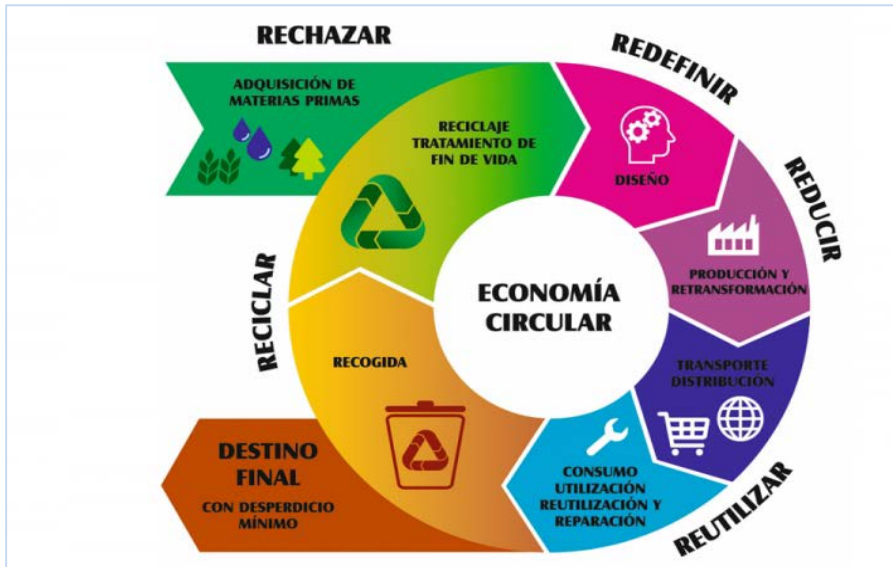 RECHAZAR
REDEFINIR
ADQUISICIÓN DE
MATERIAS PRIMAS
RECICLAJE
TRATAMIENTO DE
FIN DE VIDA
DISEÑO
REDUCIR
PRODUCCIÓN Y
RETRANSFORMACIÓN
ECONOMÍA
CIRCULAR
RECICLAR
RECOGIDA
TRANSPORTE
DISTRIBUCIÓN
DESTINO
FINAL
CON DESPERDICIO
MÍNIMO
CONSUMO
UTILIZACIÓN
REUTILIZACIÓN Y
REPARACIÓN
REUTILIZAR